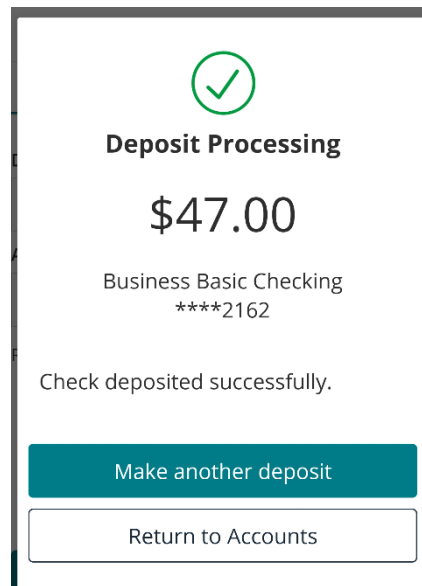 Deposit Processing
$47.00
Business Basic Checking
****2162
Check deposited successfully.
Make another deposit
Return to Accounts